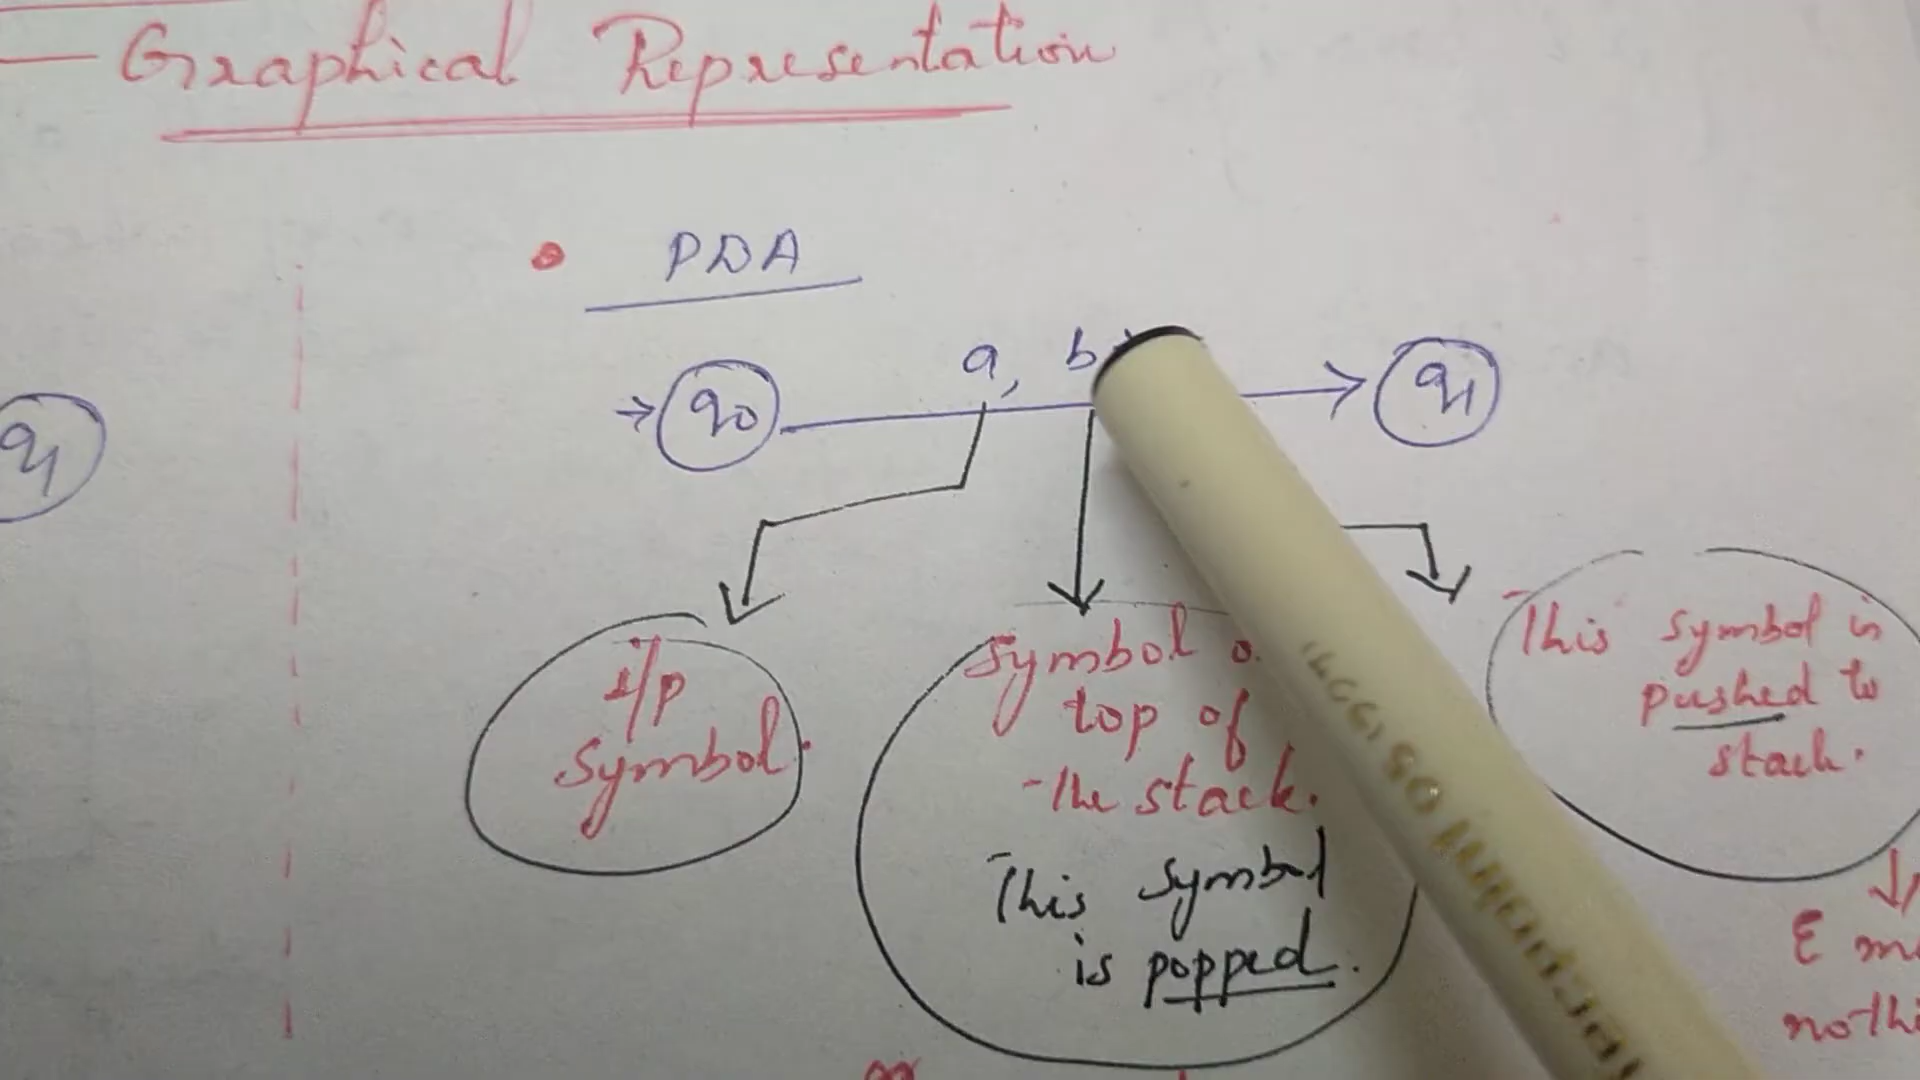 Graphical Representation
PDA
a, b
q0
q1
q1
i/p
Symbol.
Symbol
top of
the stack.
This Symbol
is popped.
This Symbol is
pushed to
stack.
ε